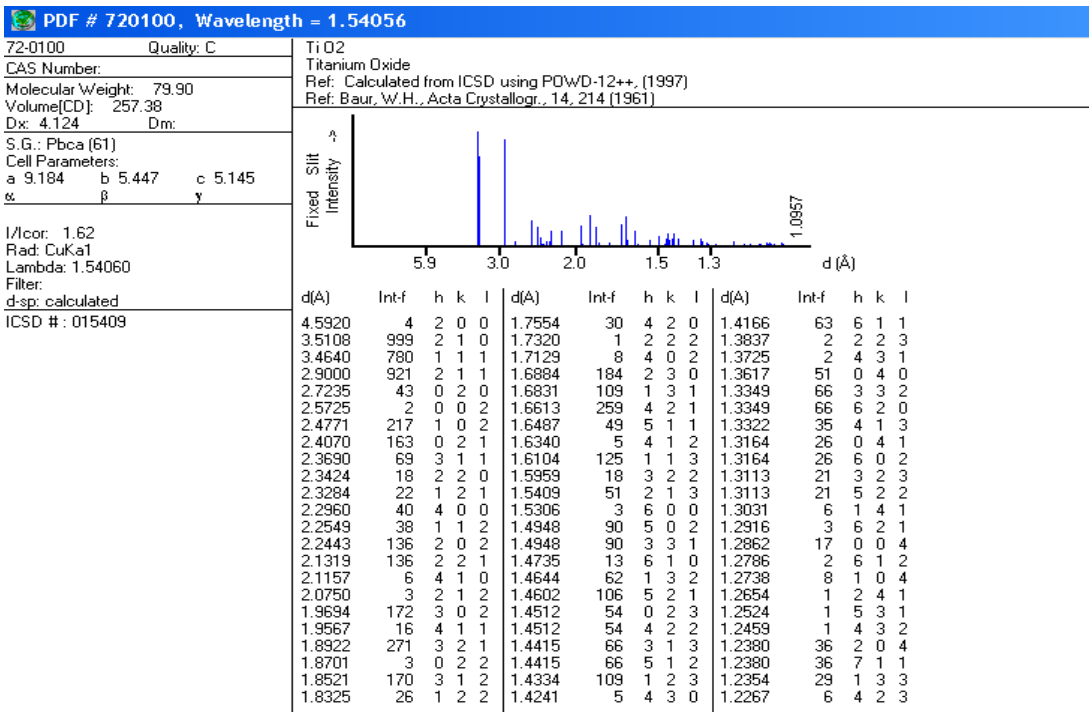 PDF # 720100, Wavelength = 1.54056
72-0100 Quality: C
CAS Number:
Molecular Weight: 79.90
Volume[CD]: 257.38
Dx: 4.124 Dm:
S.G.: Pbca (61)
Cell Parameters:
a 9.184 b 5.447 c 5.145
α β γ
I/Icor: 1.62
Rad: CuKa1
Lambda: 1.54060
Filter:
d-sp: calculated
ICSD # : 015409
Ti O2
Titanium Oxide
Ref: Calculated from ICSD using POWD-12++, (1997)
Ref: Baur, W.H., Acta Crystallogr., 14, 214 (1961)
Fixed Slit
Intensity ->
1.0957
5.9 3.0 2.0 1.5 1.3 d (Å)
d(A) Int-f h k l d(A) Int-f h k l d(A) Int-f h k l
4.5920 4 2 0 0 1.7554 30 4 2 0 1.4166 63 6 1 1
3.5108 999 2 1 0 1.7320 1 2 2 2 1.3837 2 2 2 3
3.4640 780 1 1 1 1.7129 8 4 0 2 1.3725 2 4 3 1
2.9000 921 2 1 1 1.6884 184 2 3 0 1.3617 51 0 4 0
2.7235 43 0 2 0 1.6831 109 1 3 1 1.3349 66 3 3 2
2.5725 2 0 0 2 1.6613 259 4 2 1 1.3349 66 6 2 0
2.4771 217 1 0 2 1.6487 49 5 1 1 1.3322 35 4 1 3
2.4070 163 0 2 1 1.6340 5 4 1 2 1.3164 26 0 4 1
2.3690 69 3 1 1 1.6104 125 1 1 3 1.3164 26 6 0 2
2.3424 18 2 2 0 1.5959 18 3 2 2 1.3113 21 3 2 3
2.3284 22 1 2 1 1.5409 51 2 1 3 1.3113 21 5 2 2
2.2960 40 4 0 0 1.5306 3 6 0 0 1.3031 6 1 4 1
2.2549 38 1 1 2 1.4948 90 5 0 2 1.2916 3 6 2 1
2.2443 136 2 0 2 1.4948 90 3 3 1 1.2862 17 0 0 4
2.1319 136 2 2 1 1.4735 13 6 1 0 1.2786 2 6 1 2
2.1157 6 4 1 0 1.4644 62 1 3 2 1.2738 8 1 0 4
2.0750 3 2 1 2 1.4602 106 5 2 1 1.2654 1 2 4 1
1.9694 172 3 0 2 1.4512 54 0 2 3 1.2524 1 5 3 1
1.9567 16 4 1 1 1.4512 54 4 2 2 1.2459 1 4 3 2
1.8922 271 3 2 1 1.4415 66 3 1 3 1.2380 36 2 0 4
1.8701 3 0 2 2 1.4415 66 5 1 2 1.2380 36 7 1 1
1.8521 170 3 1 2 1.4334 109 1 2 3 1.2354 29 1 3 3
1.8325 26 1 2 2 1.4241 5 4 3 0 1.2267 6 4 2 3